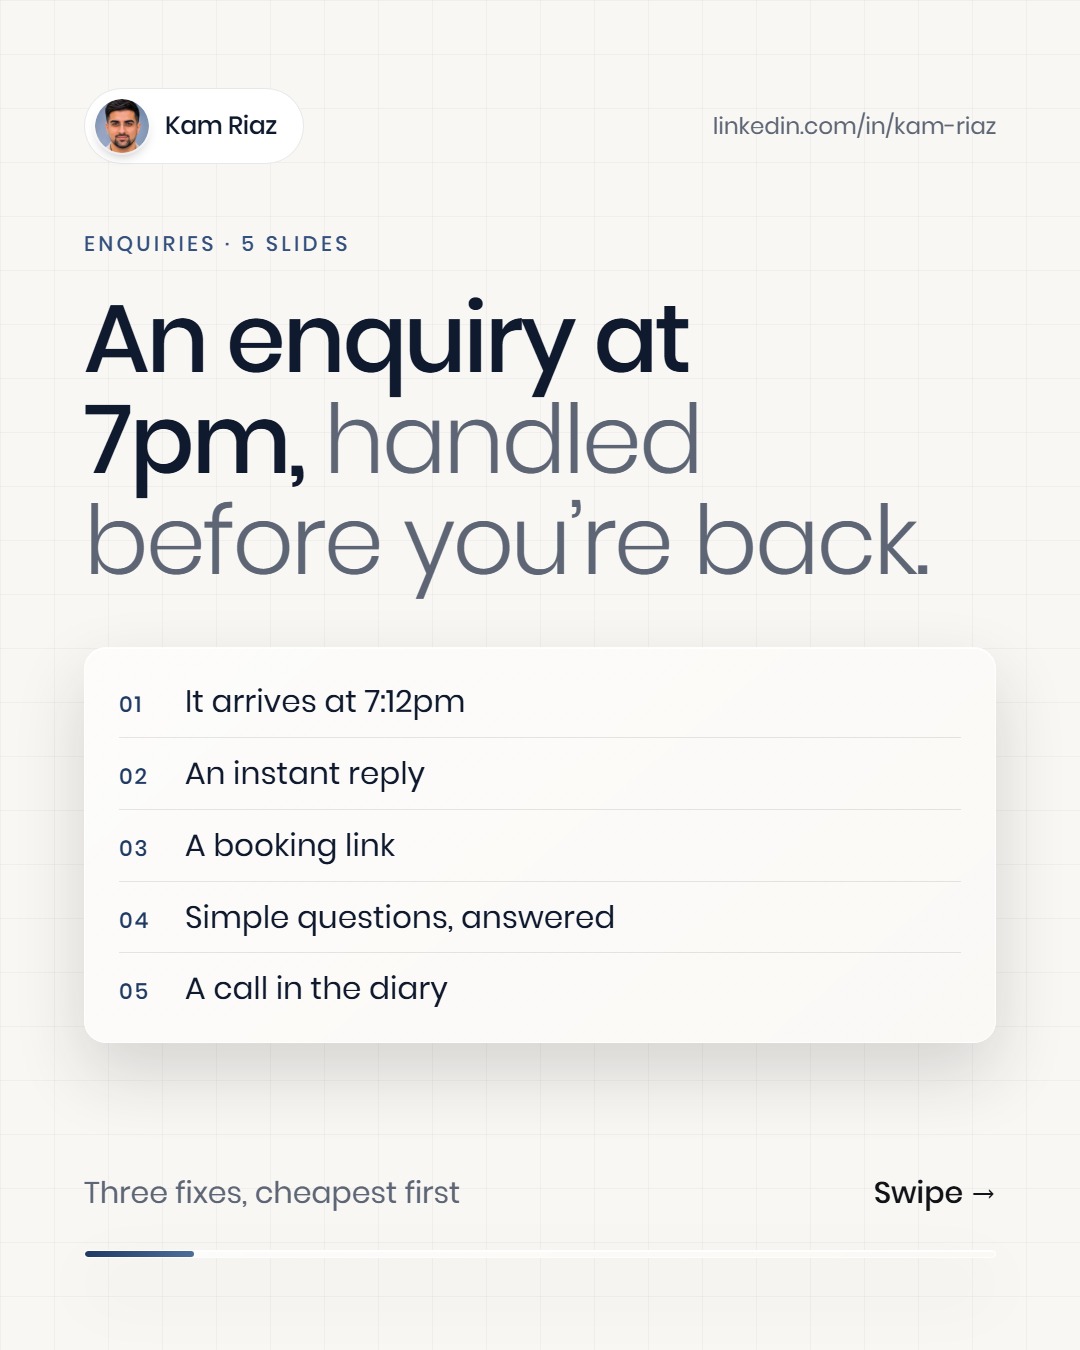 Kam Riaz
linkedin.com/in/kam-riaz
ENQUIRIES · 5 SLIDES
An enquiry at
7pm, handled
before you’re back.
01 It arrives at 7:12pm
02 An instant reply
03 A booking link
04 Simple questions, answered
05 A call in the diary
Three fixes, cheapest first
Swipe →